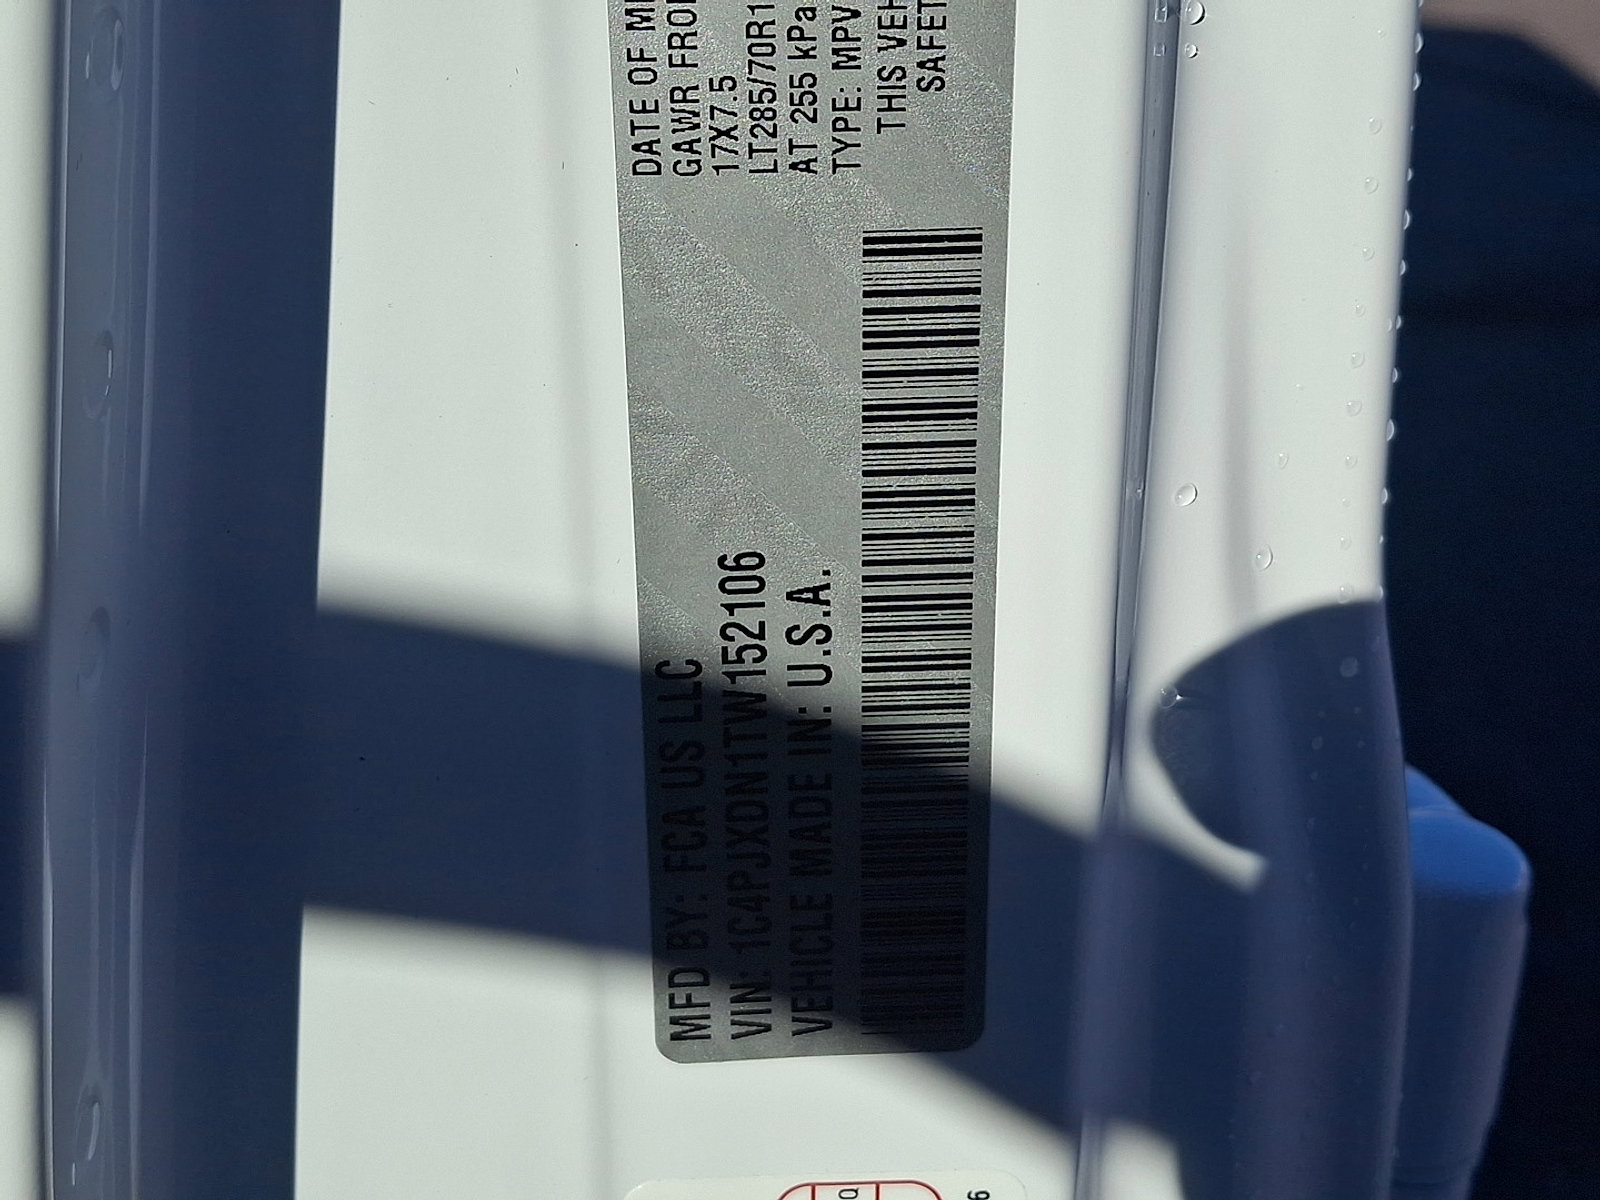 MFD BY: FCA US LLC
VIN: 1C4PJXDN1TW152106
VEHICLE MADE IN: U.S.A.
DATE OF M
GAWR FRO
17X7.5
LT285/70R1
AT 255 kPa
TYPE: MPV
THIS VEH
SAFET
Q
6